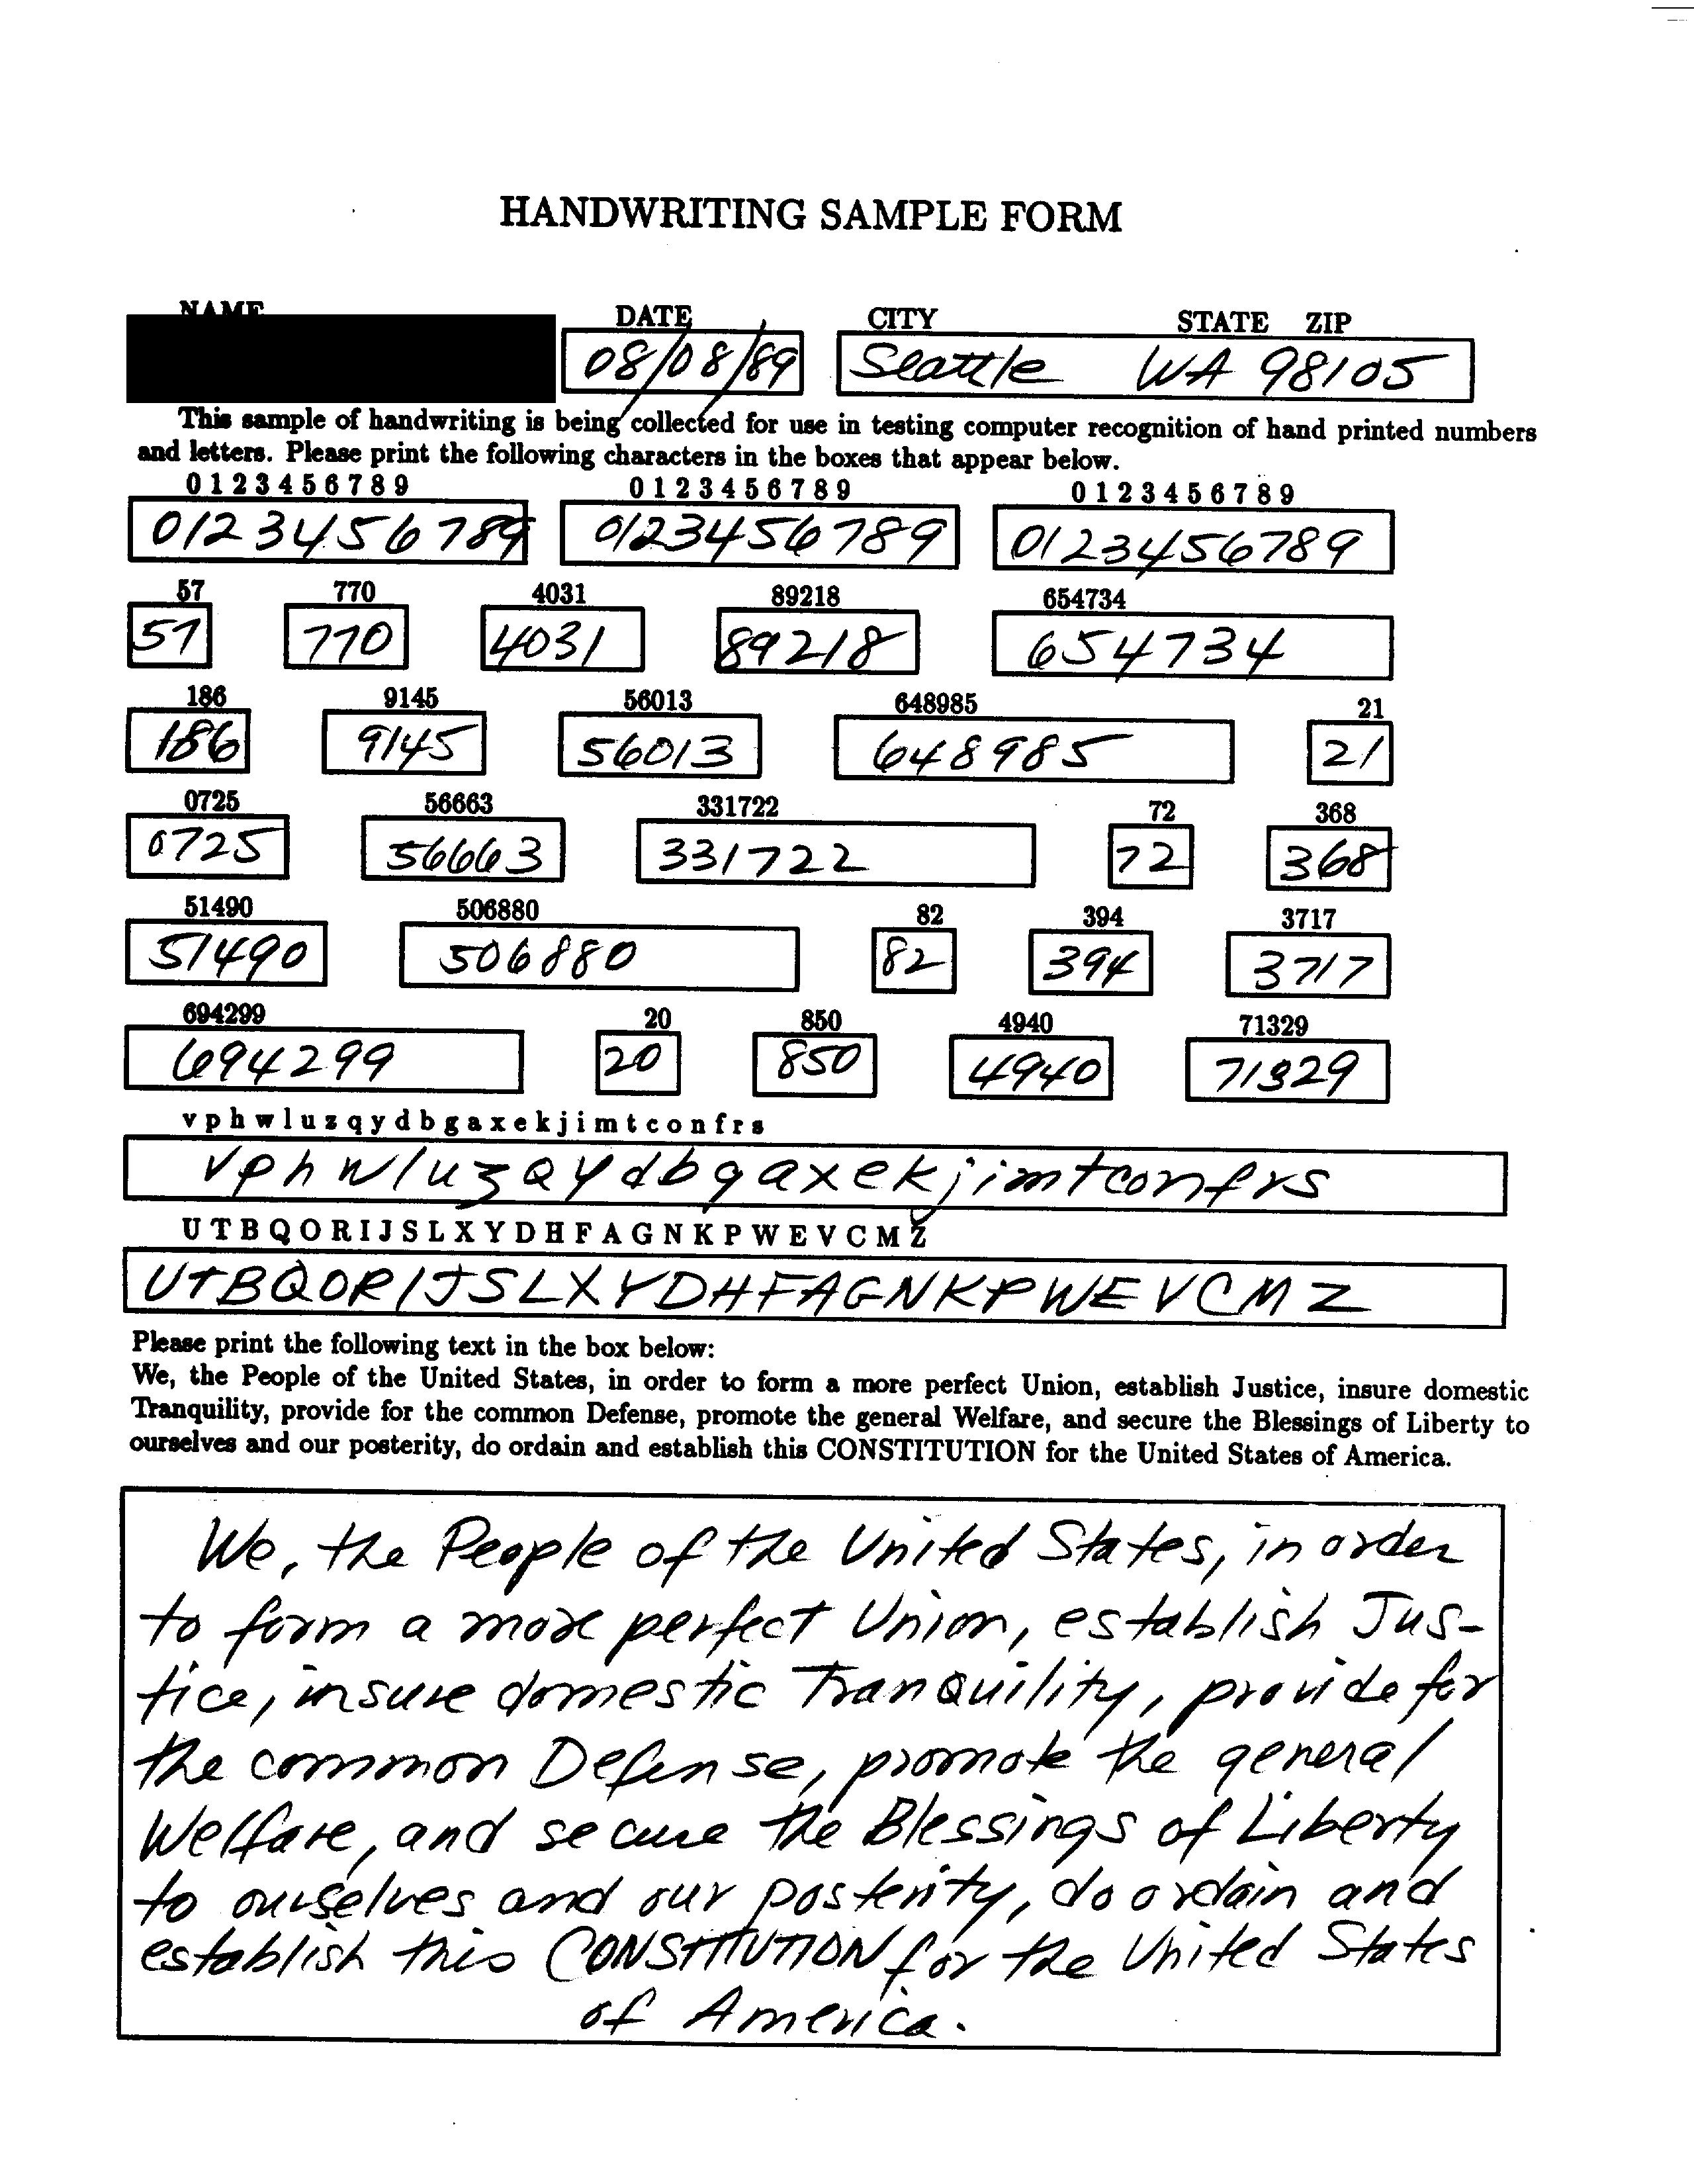 HANDWRITING SAMPLE FORM
NAME DATE CITY STATE ZIP
08/08/89 Seattle WA 98105
This sample of handwriting is being collected for use in testing computer recognition of hand printed numbers
and letters. Please print the following characters in the boxes that appear below.
0 1 2 3 4 5 6 7 8 9 0 1 2 3 4 5 6 7 8 9 0 1 2 3 4 5 6 7 8 9
0123456789 0123456789 0123456789
57 770 4031 89218 654734
57 770 4031 89218 654734
186 9145 56013 648985 21
186 9145 56013 648985 21
0725 56663 331722 72 368
0725 56663 331722 72 368
51490 506880 82 394 3717
51490 506880 82 394 3717
694299 20 850 4940 71329
694299 20 850 4940 71329
v p h w l u z q y d b g a x e k j i m t c o n f r s
v p h w l u z q y d b g a x e k j i m t c o n f r s
U T B Q O R I J S L X Y D H F A G N K P W E V C M Z
U T B Q O R I J S L X Y D H F A G N K P W E V C M Z
Please print the following text in the box below:
We, the People of the United States, in order to form a more perfect Union, establish Justice, insure domestic
Tranquility, provide for the common Defense, promote the general Welfare, and secure the Blessings of Liberty to
ourselves and our posterity, do ordain and establish this CONSTITUTION for the United States of America.
We, the People of the United States, in order
to form a more perfect Union, establish Jus-
tice, insure domestic Tranquility, provide for
the common Defense, promote the general
Welfare, and secure the Blessings of Liberty
to ourselves and our posterity, do ordain and
establish this CONSTITUTION for the United States
of America.